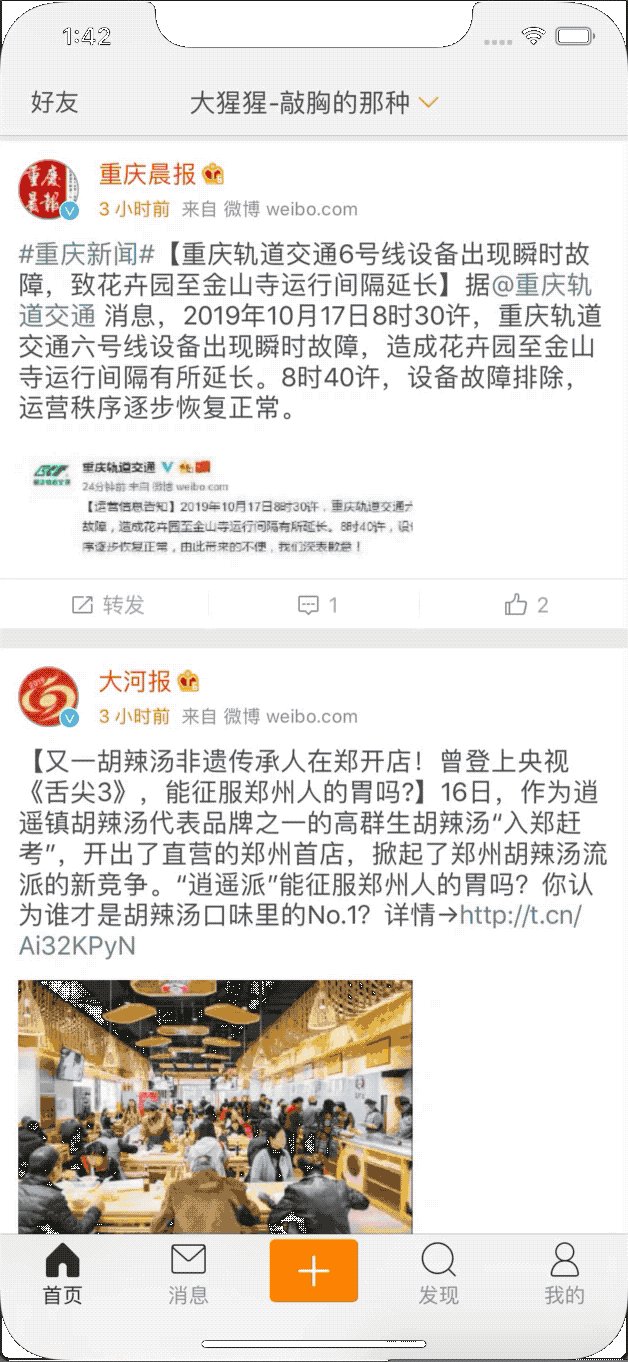 1:42
好友
大猩猩-敲胸的那种
重庆晨报
3 小时前 来自 微博 weibo.com
#重庆新闻#【重庆轨道交通6号线设备出现瞬时故
障，致花卉园至金山寺运行间隔延长】据@重庆轨
道交通 消息，2019年10月17日8时30许，重庆轨道
交通六号线设备出现瞬时故障，造成花卉园至金山
寺运行间隔有所延长。8时40许，设备故障排除，
运营秩序逐步恢复正常。
重庆轨道交通
24分钟前 来自 微博 weibo.com
【运营信息告知】2019年10月17日8时30许，重庆轨道交通
故障，造成花卉园至金山寺运行间隔有所延长。8时40许，设
序逐步恢复正常，由此带来的不便，我们深表歉意！
转发
1
2
大河报
3 小时前 来自 微博 weibo.com
【又一胡辣汤非遗传承人在郑开店！曾登上央视
《舌尖3》，能征服郑州人的胃吗?】16日，作为逍
遥镇胡辣汤代表品牌之一的高群生胡辣汤“入郑赶
考”，开出了直营的郑州首店，掀起了郑州胡辣汤流
派的新竞争。“逍遥派”能征服郑州人的胃吗？你认
为谁才是胡辣汤口味里的No.1？详情→http://t.cn/
Ai32KPyN
首页
消息
发现
我的